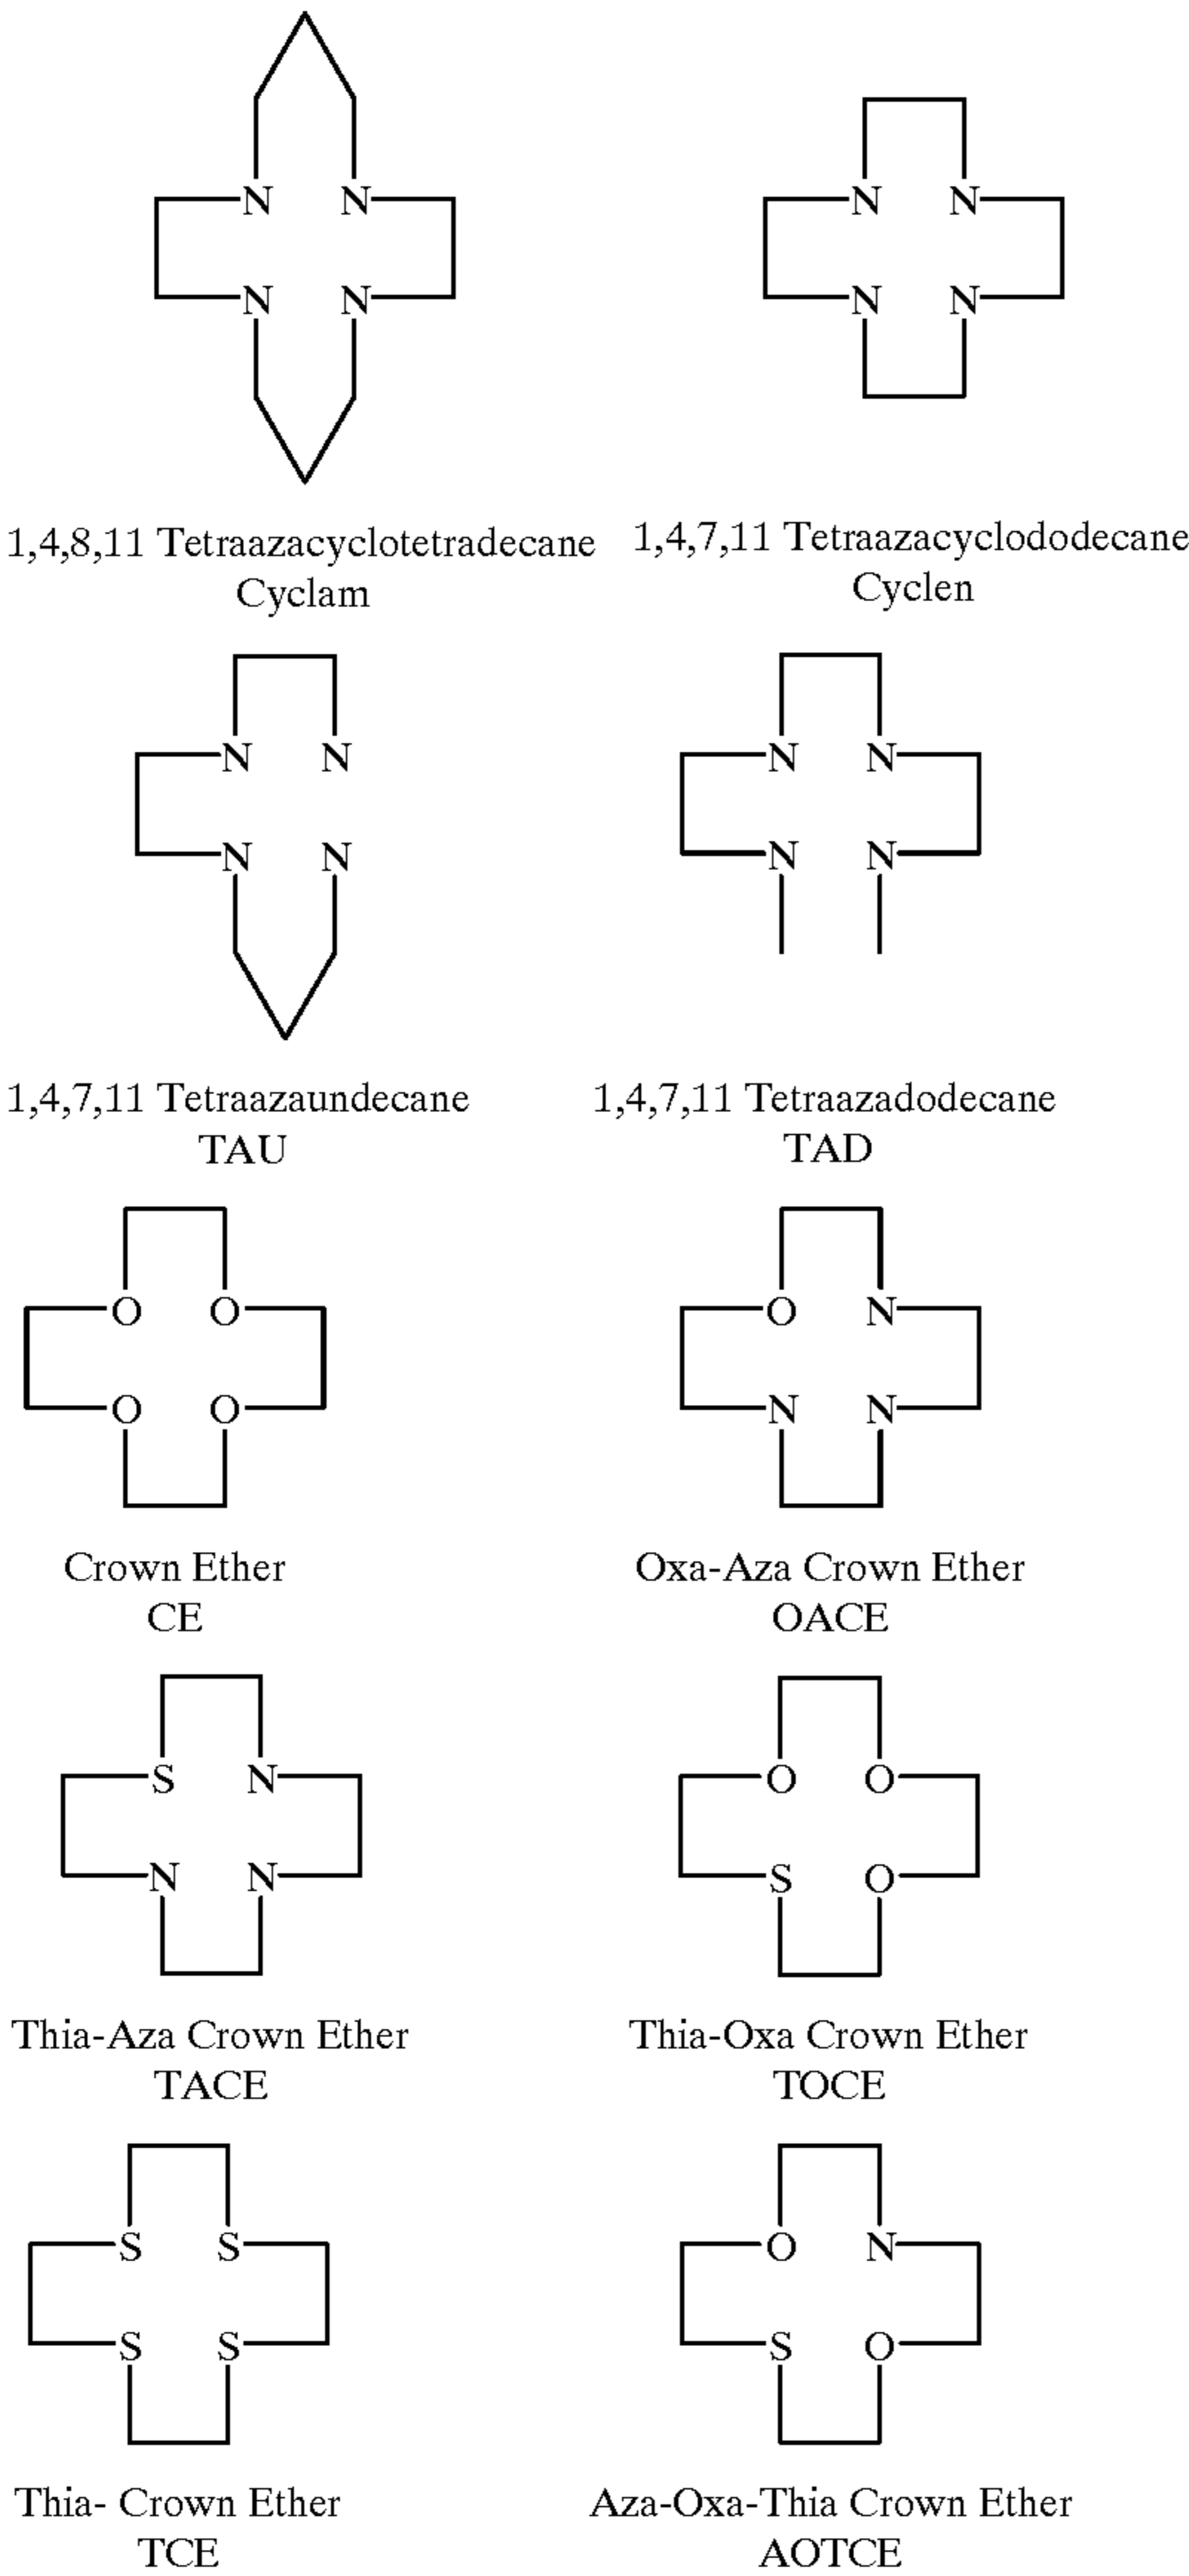 N N N N
N N N N
1,4,8,11 Tetraazacyclotetradecane 1,4,7,11 Tetraazacyclododecane
Cyclam Cyclen
N N N N
N N N N
1,4,7,11 Tetraazaundecane 1,4,7,11 Tetraazadodecane
TAU TAD
O O O N
O O N N
Crown Ether Oxa-Aza Crown Ether
CE OACE
S N O O
N N S O
Thia-Aza Crown Ether Thia-Oxa Crown Ether
TACE TOCE
S S O N
S S S O
Thia- Crown Ether Aza-Oxa-Thia Crown Ether
TCE AOTCE